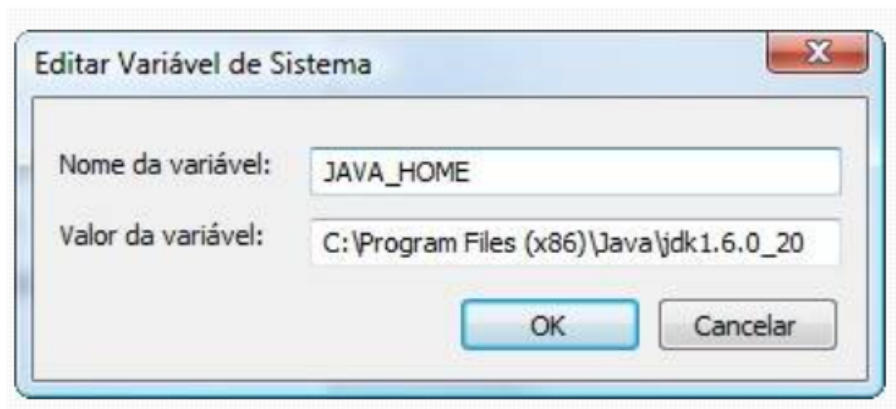 Editar Variável de Sistema
Nome da variável: JAVA_HOME
Valor da variável: C:\Program Files (x86)\Java\jdk1.6.0_20
OK Cancelar